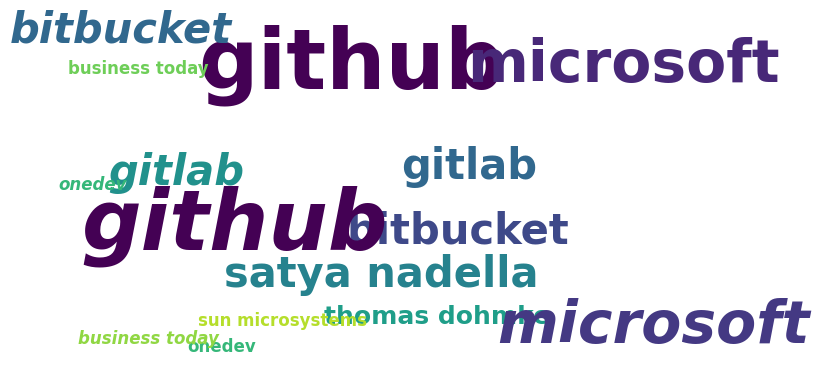 bitbucket
github
microsoft
business today
gitlab
gitlab
onedev
github
bitbucket
satya nadella
thomas dohmke
sun microsystems
microsoft
business today
onedev